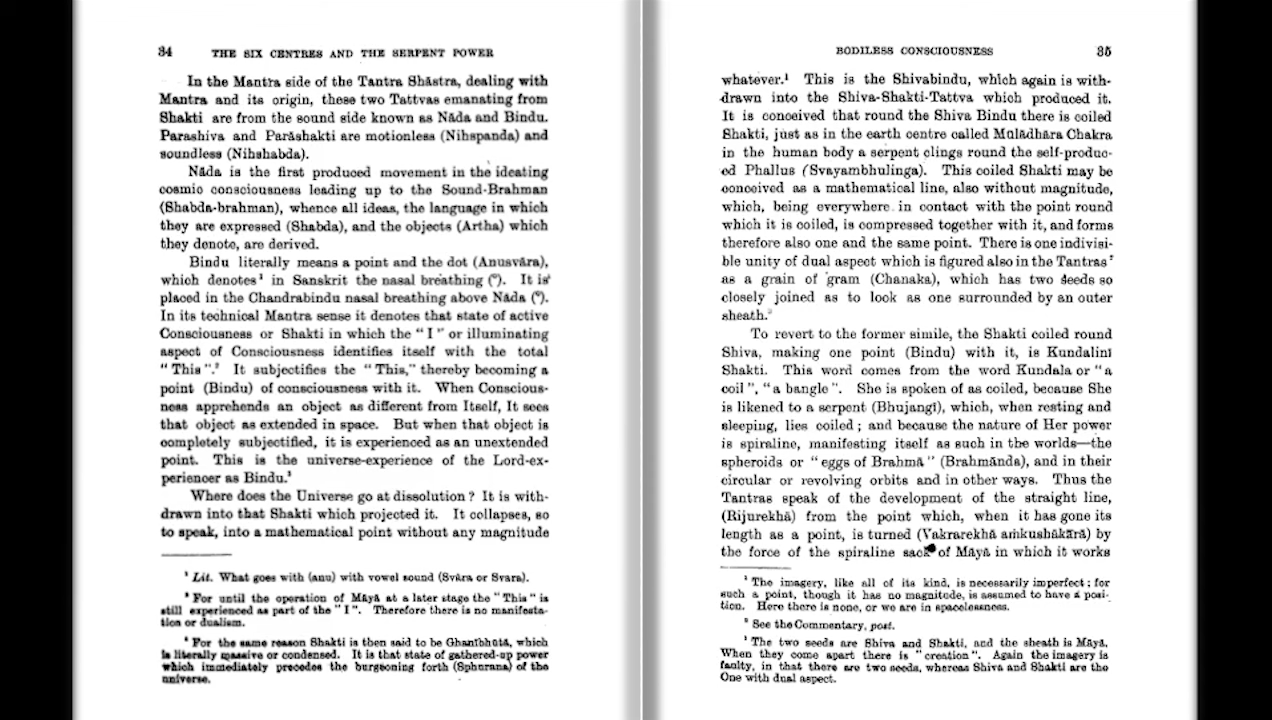 34 THE SIX CENTRES AND THE SERPENT POWER
In the Mantra side of the Tantra Shāstra, dealing with
Mantra and its origin, these two Tattvas emanating from
Shakti are from the sound side known as Nāda and Bindu.
Parashiva and Parāshakti are motionless (Nihspanda) and
soundless (Nihshabda).
Nāda is the first produced movement in the ideating
cosmic consciousness leading up to the Sound-Brahman
(Shabda-brahman), whence all ideas, the language in which
they are expressed (Shabda), and the objects (Artha) which
they denote, are derived.
Bindu literally means a point and the dot (Anusvāra),
which denotes¹ in Sanskrit the nasal breathing (°). It is
placed in the Chandrabindu nasal breathing above Nāda (°).
In its technical Mantra sense it denotes that state of active
Consciousness or Shakti in which the "I" or illuminating
aspect of Consciousness identifies itself with the total
"This".² It subjectifies the "This," thereby becoming a
point (Bindu) of consciousness with it. When Conscious-
ness apprehends an object as different from Itself, It sees
that object as extended in space. But when that object is
completely subjectified, it is experienced as an unextended
point. This is the universe-experience of the Lord-ex-
periencer as Bindu.³
Where does the Universe go at dissolution? It is with-
drawn into that Shakti which projected it. It collapses, so
to speak, into a mathematical point without any magnitude
¹ Lit. What goes with (anu) with vowel sound (Svāra or Svara).
² For until the operation of Māyā at a later stage the "This" is
still experienced as part of the "I". Therefore there is no manifesta-
tion or dualism.
For the same reason Shakti is then said to be Ghanībhūtā, which
is literally massive or condensed. It is that state of gathered-up power
which immediately precedes the burgeoning forth (Sphurana) of the
universe.
BODILESS CONSCIOUSNESS 35
whatever.¹ This is the Shivabindu, which again is with-
drawn into the Shiva-Shakti-Tattva which produced it.
It is conceived that round the Shiva Bindu there is coiled
Shakti, just as in the earth centre called Mūlādhāra Chakra
in the human body a serpent clings round the self-produc-
ed Phallus (Svayambhulinga). This coiled Shakti may be
conceived as a mathematical line, also without magnitude,
which, being everywhere in contact with the point round
which it is coiled, is compressed together with it, and forms
therefore also one and the same point. There is one indivisi-
ble unity of dual aspect which is figured also in the Tantras²
as a grain of gram (Chanaka), which has two seeds so
closely joined as to look as one surrounded by an outer
sheath.³
To revert to the former simile, the Shakti coiled round
Shiva, making one point (Bindu) with it, is Kundalinī
Shakti. This word comes from the word Kundala or "a
coil", "a bangle". She is spoken of as coiled, because She
is likened to a serpent (Bhujangī), which, when resting and
sleeping, lies coiled; and because the nature of Her power
is spiraline, manifesting itself as such in the worlds—the
spheroids or "eggs of Brahmā" (Brahmānda), and in their
circular or revolving orbits and in other ways. Thus the
Tantras speak of the development of the straight line,
(Rijurekhā) from the point which, when it has gone its
length as a point, is turned (Vakrarekhā aṁkushākārā) by
the force of the spiraline sack of Māyā in which it works
¹ The imagery, like all of its kind, is necessarily imperfect; for
such a point, though it has no magnitude, is assumed to have a posi-
tion. Here there is none, or we are in spacelessness.
² See the Commentary, post.
³ The two seeds are Shiva and Shakti, and the sheath is Māyā.
When they come apart there is "creation". Again the imagery is
faulty, in that there are two seeds, whereas Shiva and Shakti are the
One with dual aspect.